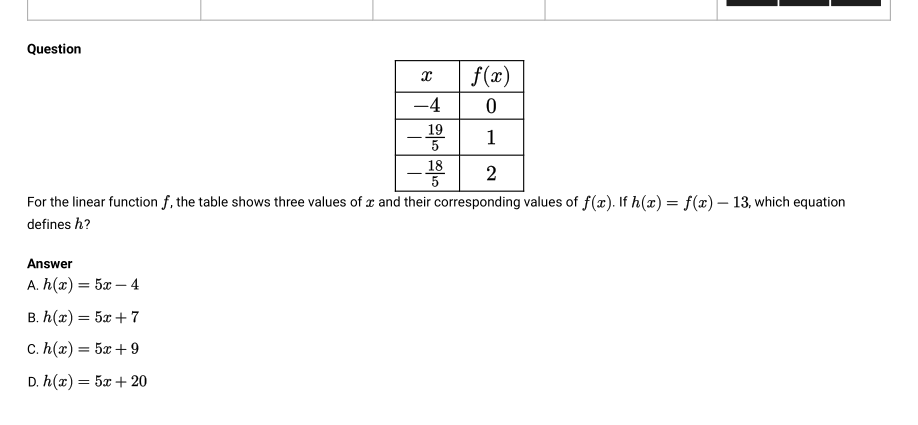 Question
x f(x)
−4 0
−19/5 1
−18/5 2
For the linear function f, the table shows three values of x and their corresponding values of f(x). If h(x) = f(x) − 13, which equation
defines h?
Answer
A. h(x) = 5x − 4
B. h(x) = 5x + 7
C. h(x) = 5x + 9
D. h(x) = 5x + 20